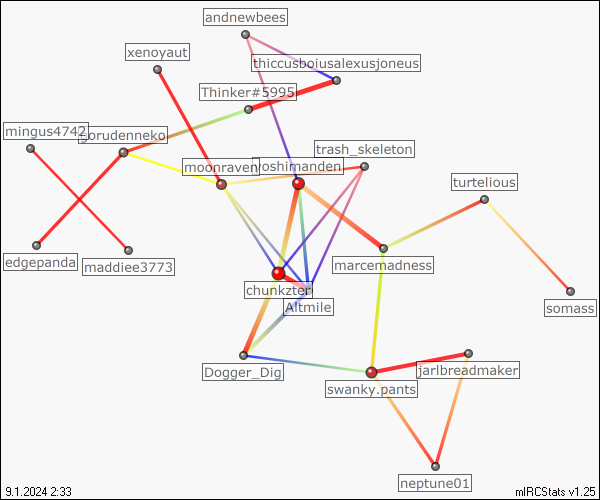 andnewbees
xenoyaut
thiccusboiusalexusjoneus
Thinker#5995
mingus4742
gorudenneko
trash_skeleton
moonraven
yoshimanden
turtelious
edgepanda
maddiee3773
marcemadness
chunkzter
Altmile
somass
Dogger_Dig
swanky.pants
jarlbreadmaker
neptune01
9.1.2024 2:33
mIRCStats v1.25